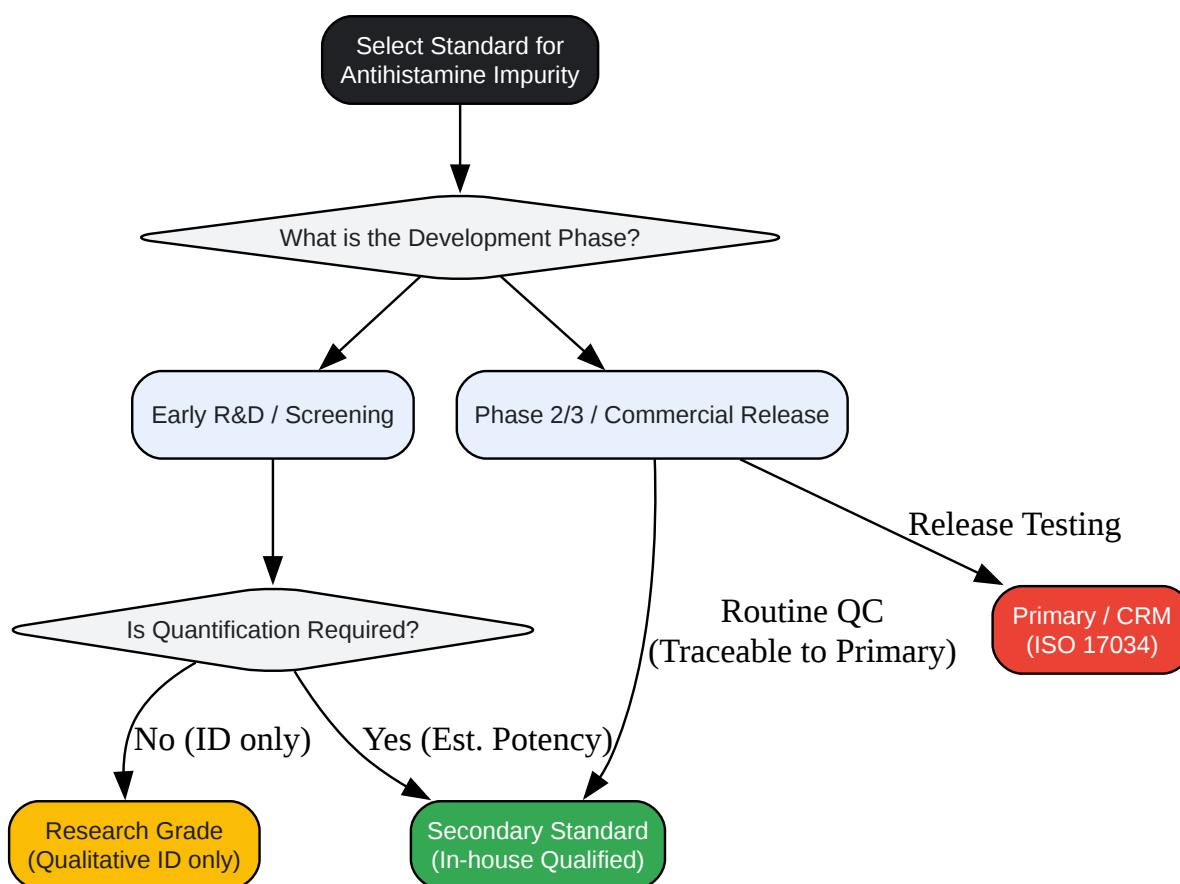 Select Standard for
Antihistamine Impurity
What is the Development Phase?
Early R&D / Screening
Phase 2/3 / Commercial Release
Release Testing
Routine QC
(Traceable to Primary)
Primary / CRM
(ISO 17034)
Is Quantification Required?
No (ID only)
Yes (Est. Potency)
Research Grade
(Qualitative ID only)
Secondary Standard
(In-house Qualified)